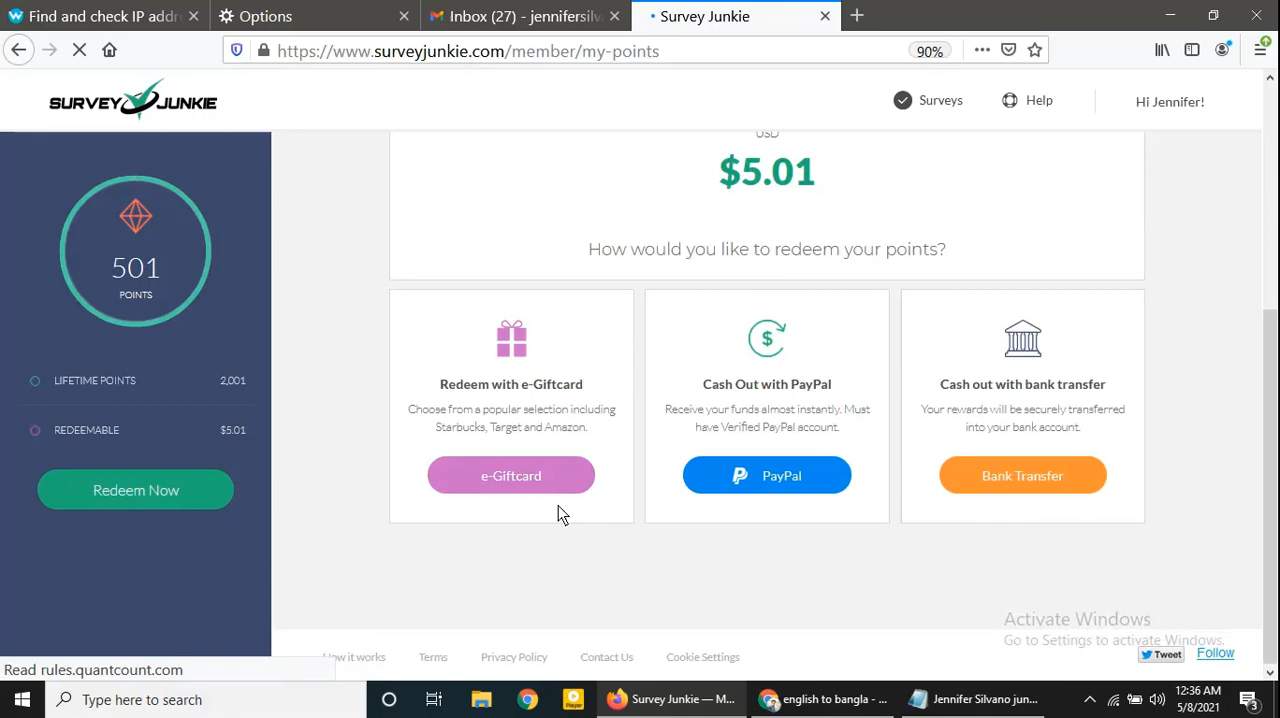 Find and check IP addr
Options
Inbox (27) - jennifersilv
Survey Junkie
https://www.surveyjunkie.com/member/my-points
90%
SURVEY JUNKIE
Surveys
Help
Hi Jennifer!
USD
$5.01
How would you like to redeem your points?
501
POINTS
LIFETIME POINTS 2,001
REDEEMABLE $5.01
Redeem Now
Redeem with e-Giftcard
Choose from a popular selection including
Starbucks, Target and Amazon.
e-Giftcard
Cash Out with PayPal
Receive your funds almost instantly. Must
have Verified PayPal account.
PayPal
Cash out with bank transfer
Your rewards will be securely transferred
into your bank account.
Bank Transfer
Activate Windows
Go to Settings to activate Windows.
How it works
Terms
Privacy Policy
Contact Us
Cookie Settings
Tweet
Follow
Read rules.quantcount.com
Type here to search
Player
Survey Junkie — M...
english to bangla - ...
Jennifer Silvano jun...
12:36 AM
5/8/2021
3